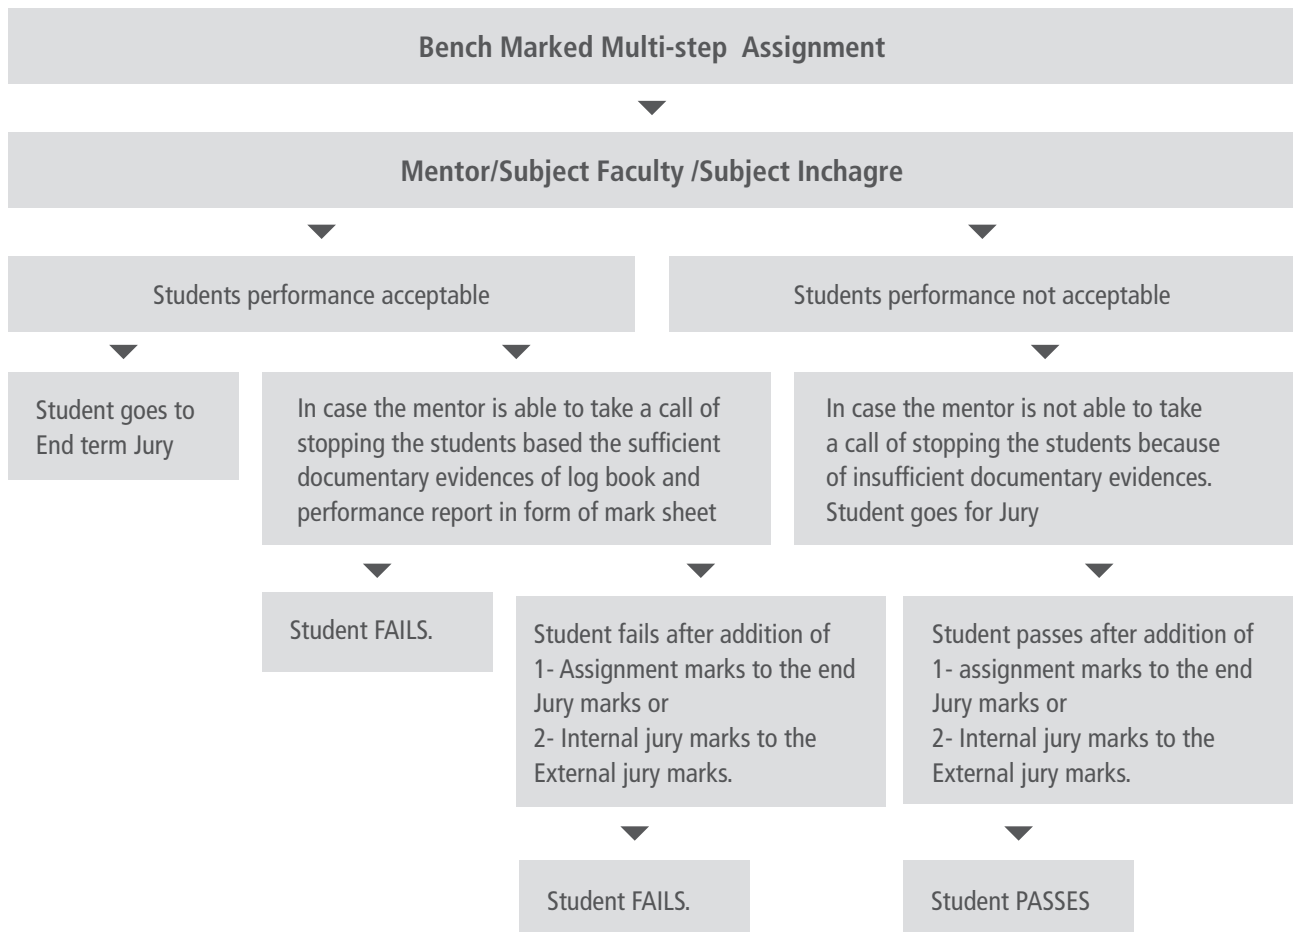 Bench Marked Multi-step Assignment
Mentor/Subject Faculty /Subject Inchagre
Students performance acceptable
Students performance not acceptable
Student goes to
End term Jury
In case the mentor is able to take a call of
stopping the students based the sufficient
documentary evidences of log book and
performance report in form of mark sheet
In case the mentor is not able to take
a call of stopping the students because
of insufficient documentary evidences.
Student goes for Jury
Student FAILS.
Student fails after addition of
1- Assignment marks to the end
Jury marks or
2- Internal jury marks to the
External jury marks.
Student passes after addition of
1- assignment marks to the end
Jury marks or
2- Internal jury marks to the
External jury marks.
Student FAILS.
Student PASSES